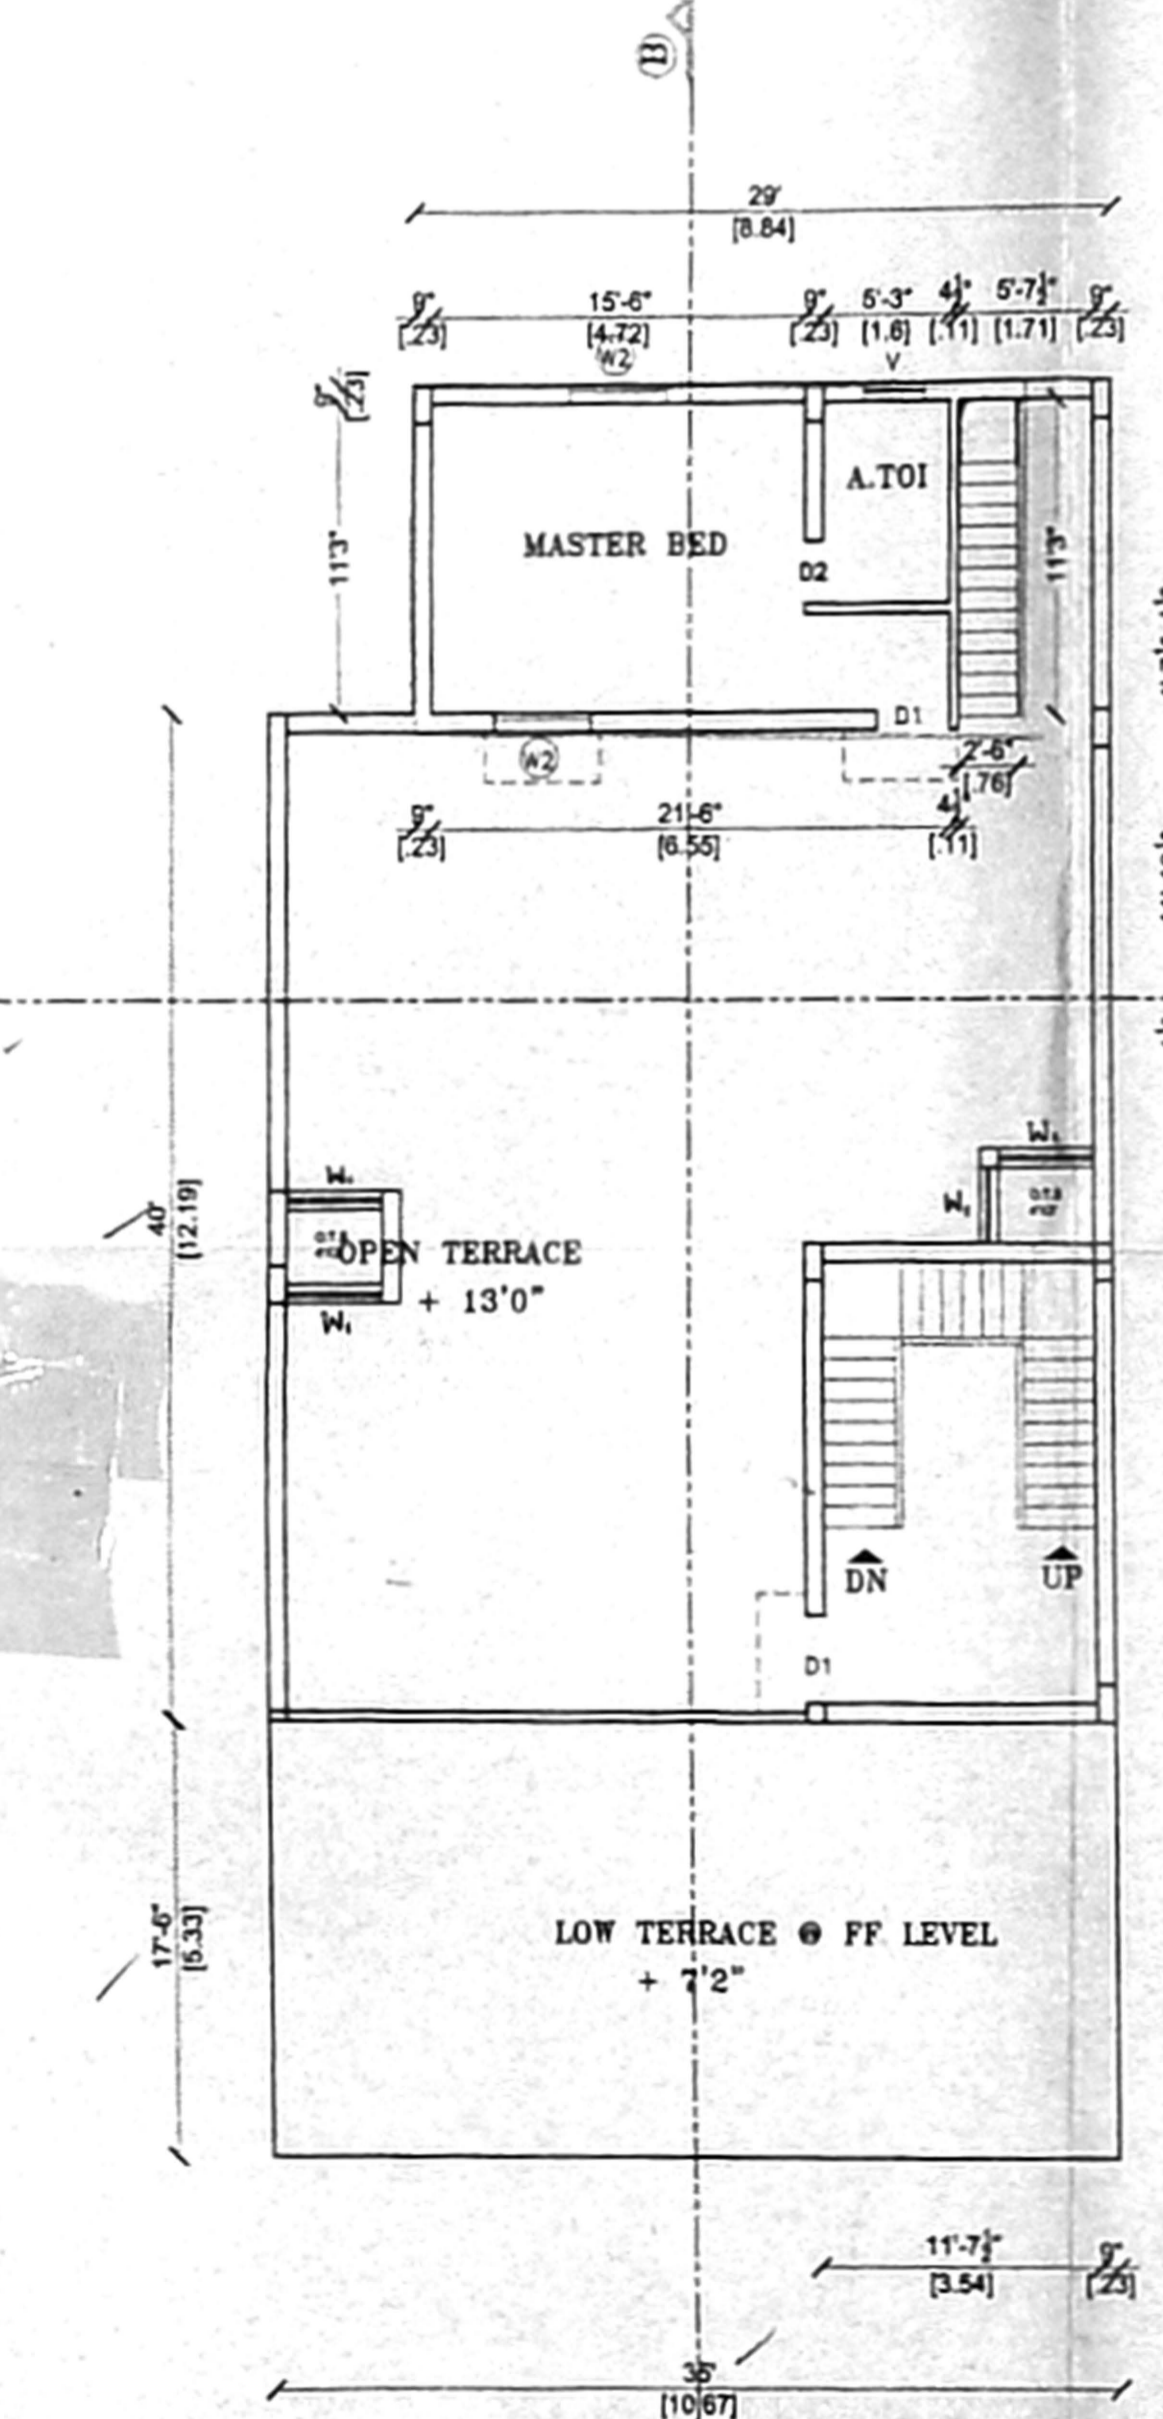 B
29'
[8.84]
9" 15'-6" 9" 5'-3" 4½" 5'-7½" 9"
[.23] [4.72] [.23] [1.6] [.11] [1.71] [.23]
W2 V
9"
[.23]
A.TOI
MASTER BED
11'3"
11'3"
D2
D1
W2
2'-6"
[.76]
9" 21'-6" 4½"
[.23] [6.55] [.11]
W1
W1
W1
40'
[12.19]
OPEN TERRACE
+ 13'0"
W1
DN UP
D1
17'-6"
[5.33]
LOW TERRACE @ FF LEVEL
+ 7'2"
11'-7½" 9"
[3.54] [.23]
35'
[10.67]